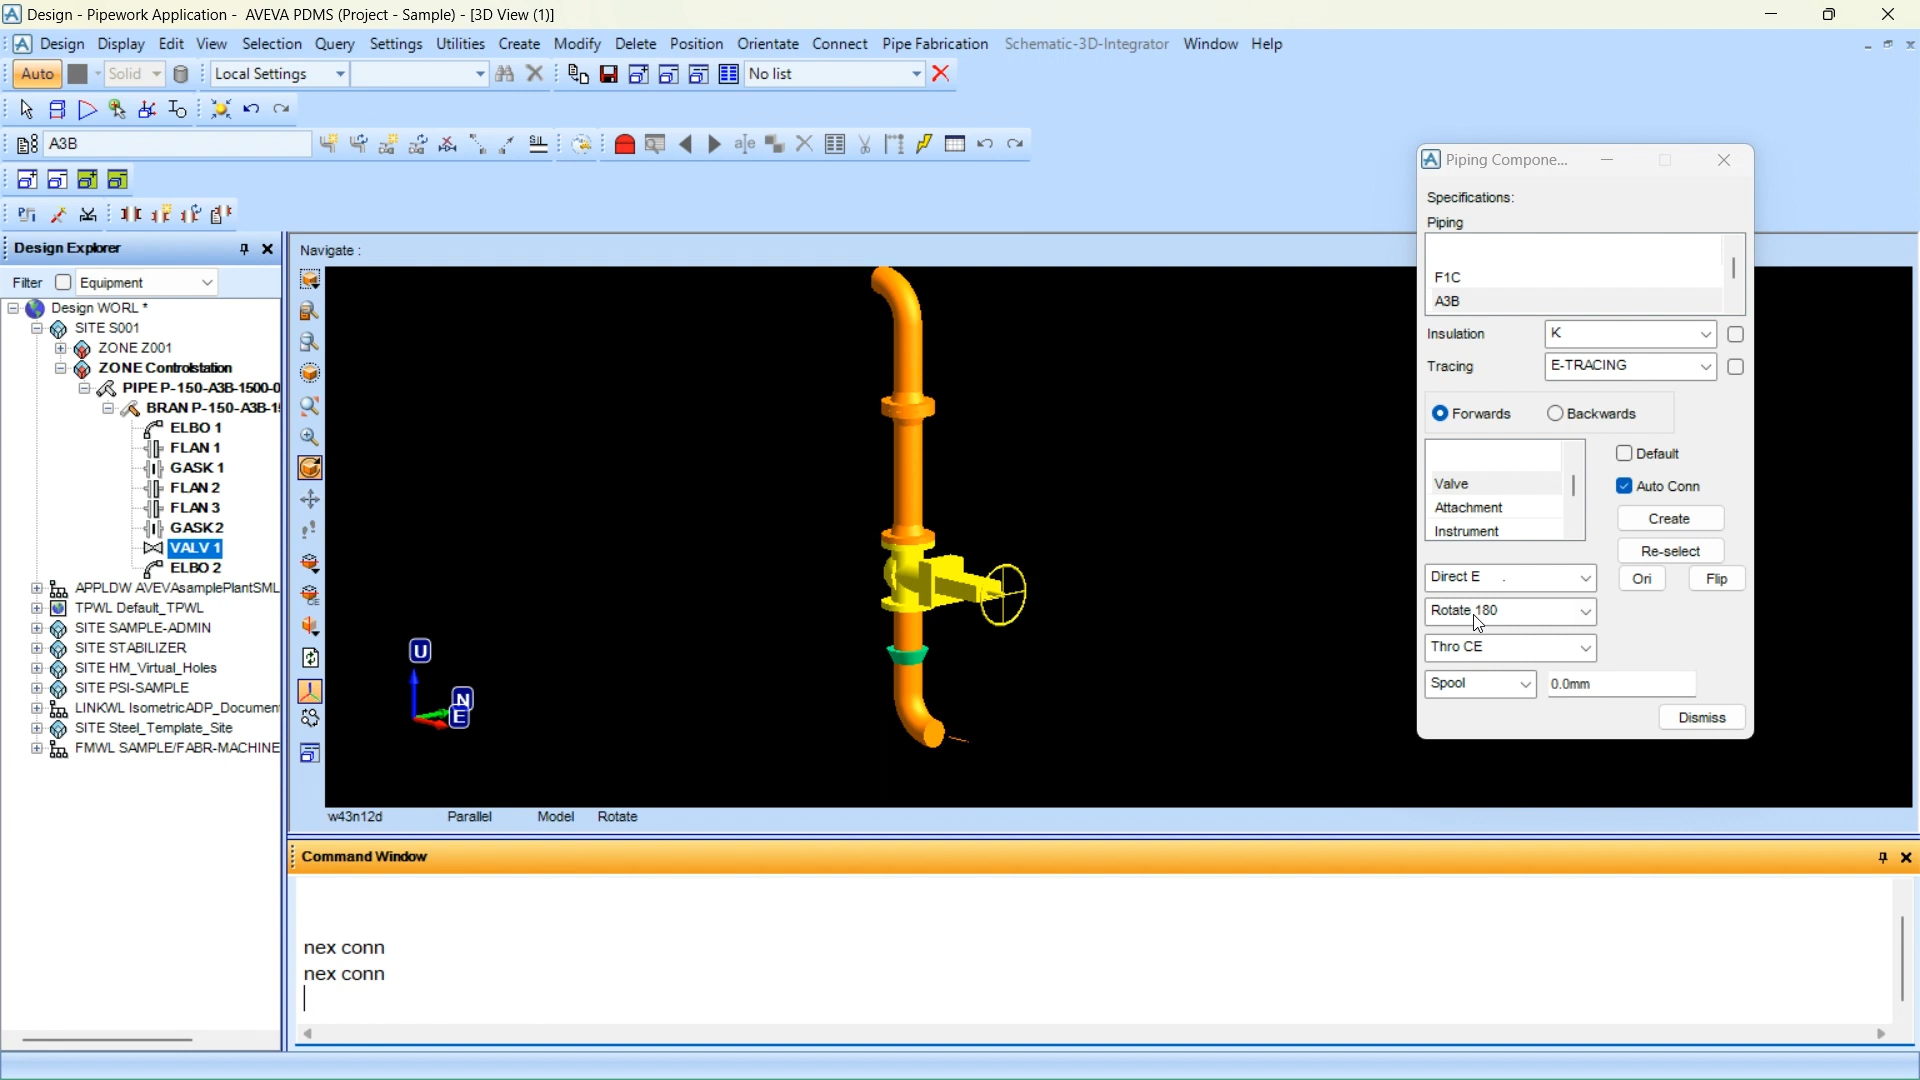 Design - Pipework Application - AVEVA PDMS (Project - Sample) - [3D View (1)]
Design Display Edit View Selection Query Settings Utilities Create Modify Delete Position Orientate Connect Pipe Fabrication Schematic-3D-Integrator Window Help
Auto Solid Local Settings No list
A3B
Design Explorer
Filter Equipment
Design WORL *
SITE S001
ZONE Z001
ZONE Controlstation
PIPE P-150-A3B-1500-0
BRAN P-150-A3B-1
ELBO 1
FLAN 1
GASK 1
FLAN 2
FLAN 3
GASK 2
VALV 1
ELBO 2
APPLDW AVEVAsamplePlantSML
TPWL Default_TPWL
SITE SAMPLE-ADMIN
SITE STABILIZER
SITE HM_Virtual_Holes
SITE PSI-SAMPLE
LINKWL IsometricADP_Documen
SITE Steel_Template_Site
FMWL SAMPLE/FABR-MACHINE
Navigate :
U
N
E
w43n12d Parallel Model Rotate
Command Window
nex conn
nex conn
Piping Compone...
Specifications:
Piping
F1C
A3B
Insulation K
Tracing E-TRACING
Forwards Backwards
Default
Valve
Auto Conn
Attachment
Create
Instrument
Re-select
Direct E .
Ori Flip
Rotate 180
Thro CE
Spool 0.0mm
Dismiss